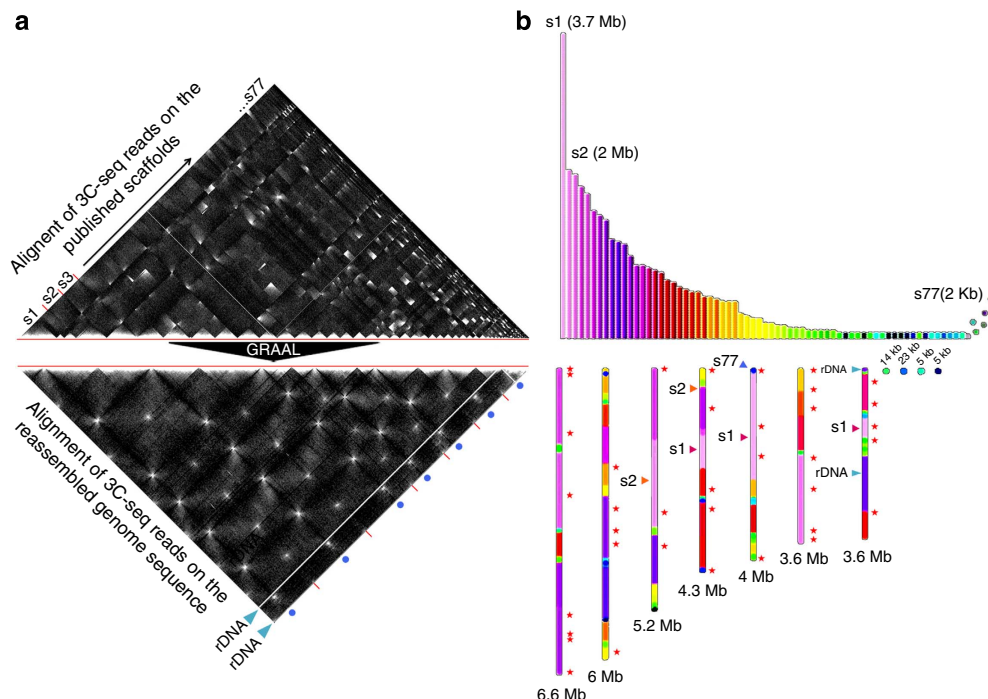 a
b
Alignent of 3C-seq reads on the
published scaffolds
...s77
s1
s2
s3
GRAAL
Alignment of 3C-seq reads on the
reassembled genome sequence
rDNA
rDNA
s1 (3.7 Mb)
s2 (2 Mb)
s77(2 Kb)
14 kb
23 kb
5 kb
5 kb
s2
s2
s1
s77
s1
rDNA
s1
rDNA
6.6 Mb
6 Mb
5.2 Mb
4.3 Mb
4 Mb
3.6 Mb
3.6 Mb